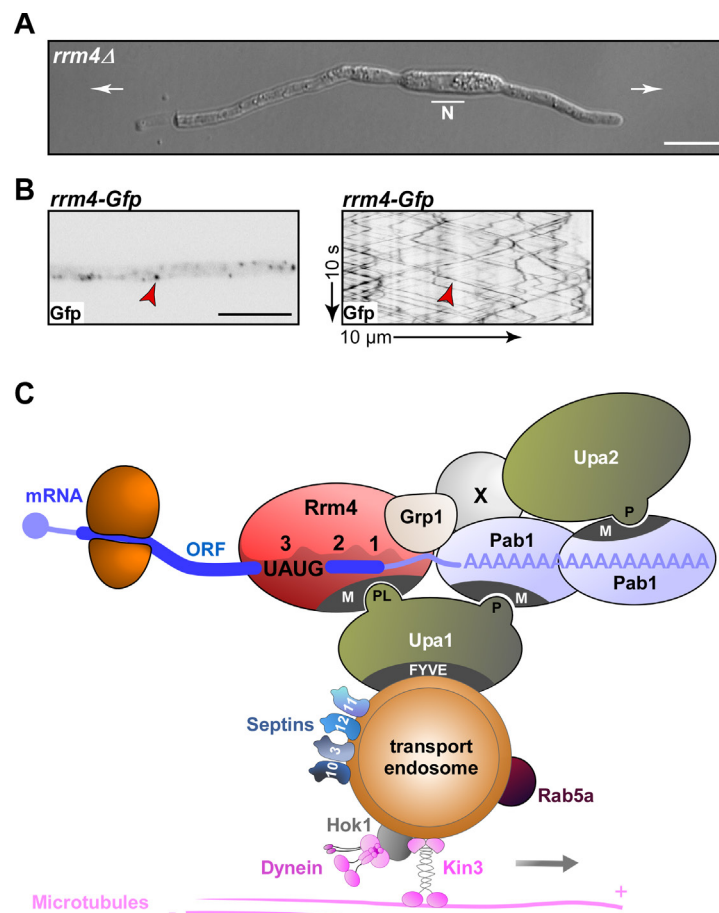 A
rrm4Δ
N
B
rrm4-Gfp
rrm4-Gfp
Gfp
10 s
Gfp
10 µm
C
Upa2
X
mRNA
Rrm4
Grp1
P
ORF
3 2 1
Pab1
M
UAUG
AAAAAAAAAAAAAAAAAA
Pab1
M
PL
P
M
Upa1
FYVE
11
Septins
12
3
10
transport
endosome
Rab5a
Hok1
Dynein
Kin3
+
Microtubules